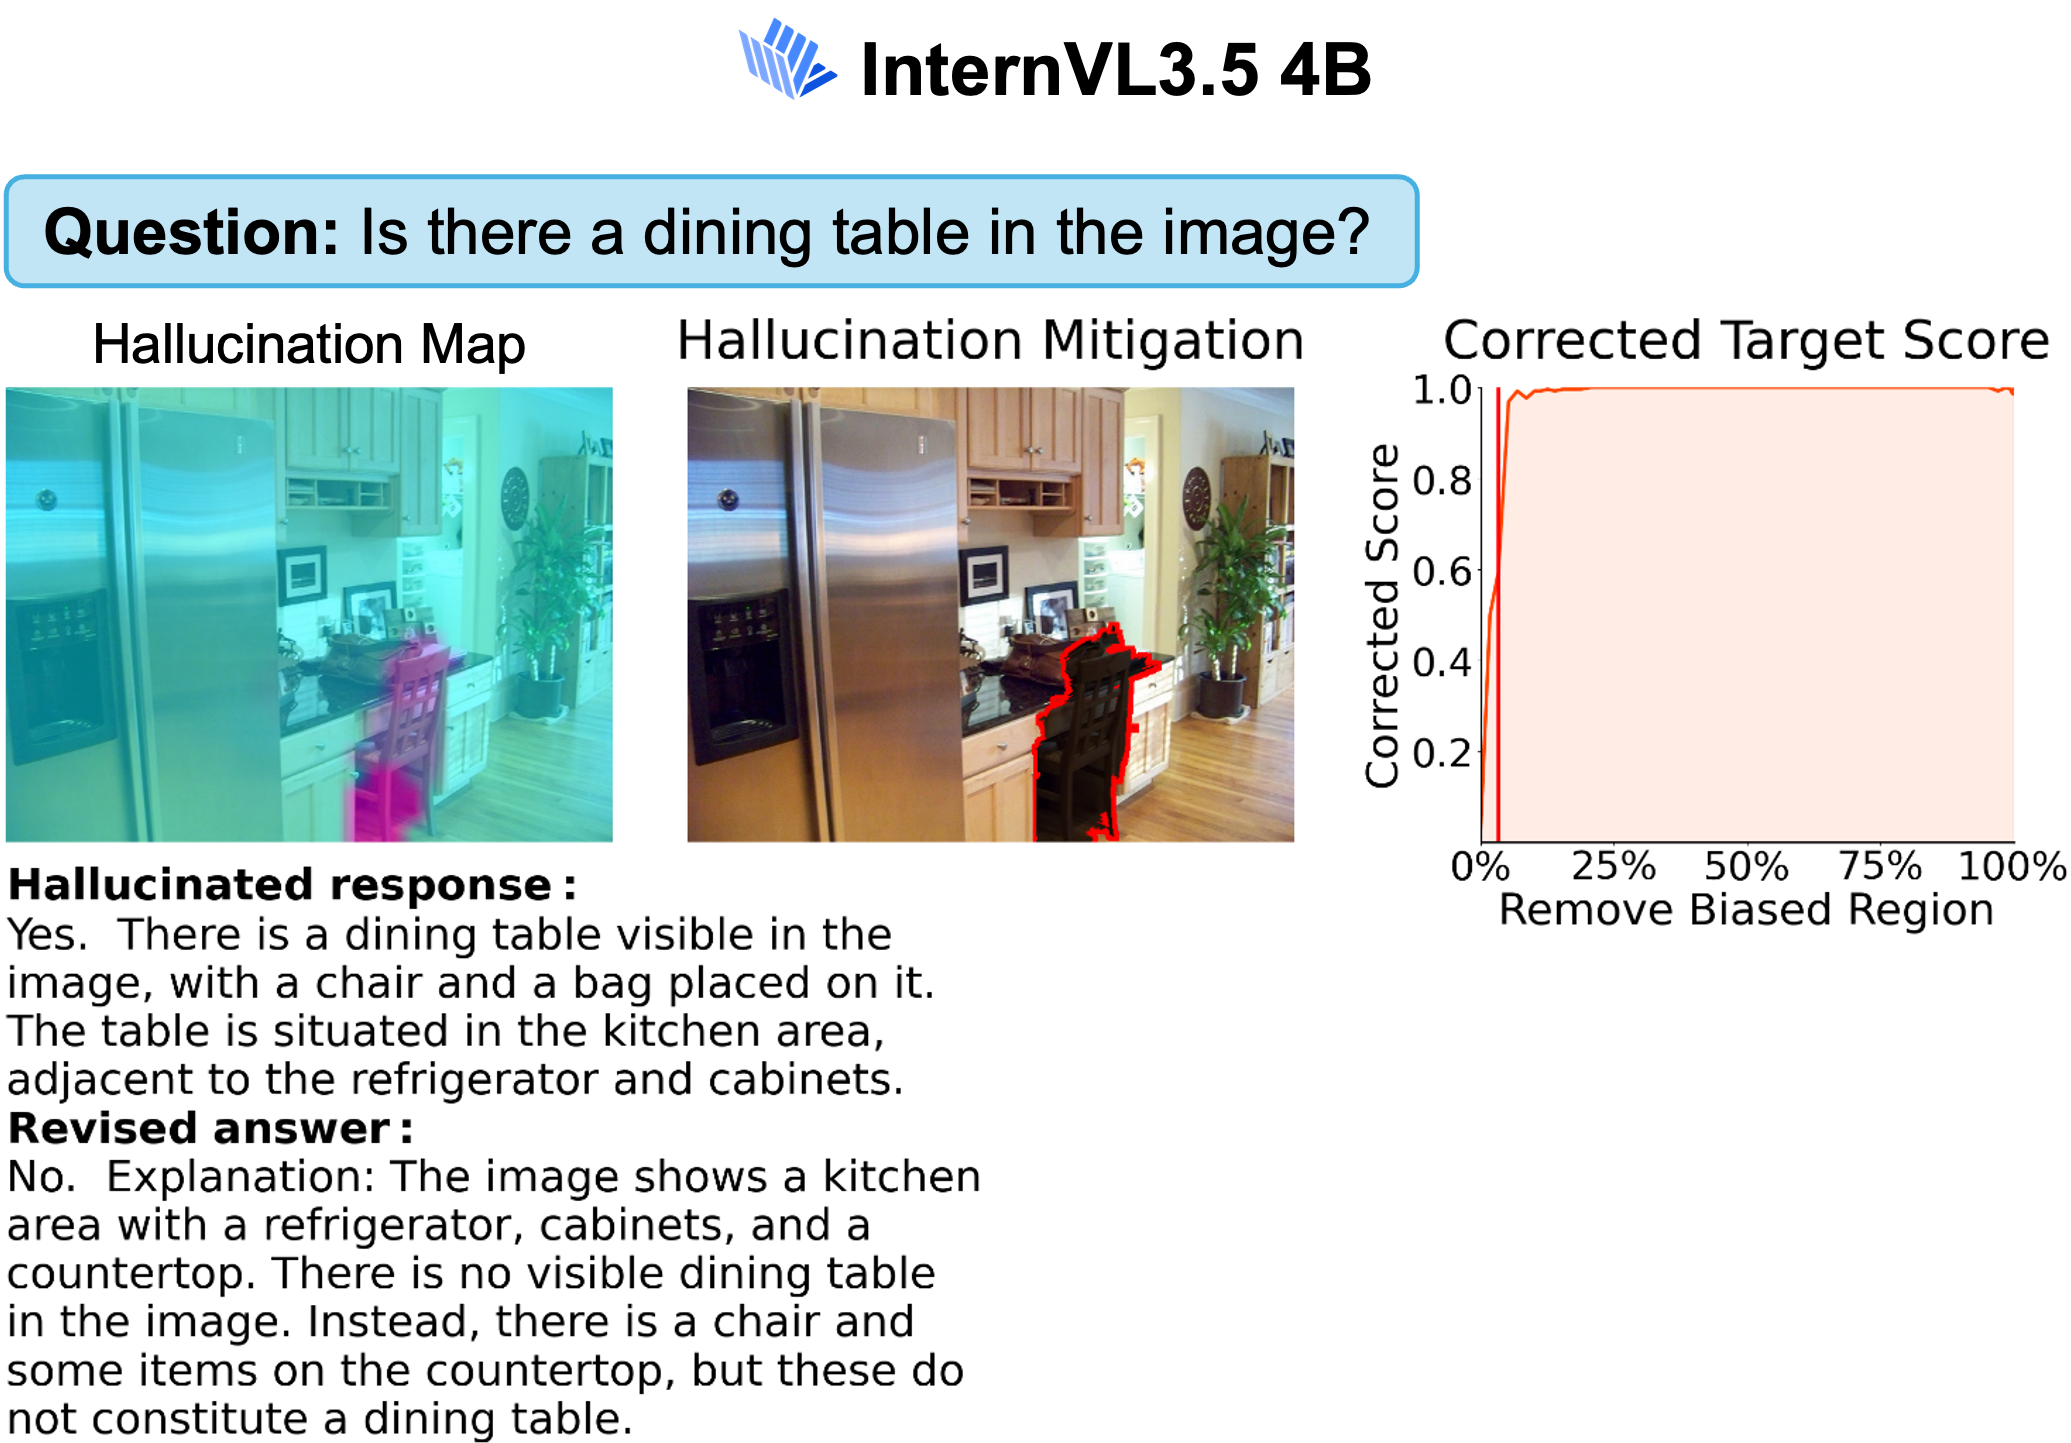 InternVL3.5 4B
Question: Is there a dining table in the image?
Hallucination Map
Hallucination Mitigation
Corrected Target Score
Corrected Score
1.0
0.8
0.6
0.4
0.2
0% 25% 50% 75% 100%
Remove Biased Region
Hallucinated response:
Yes. There is a dining table visible in the
image, with a chair and a bag placed on it.
The table is situated in the kitchen area,
adjacent to the refrigerator and cabinets.
Revised answer:
No. Explanation: The image shows a kitchen
area with a refrigerator, cabinets, and a
countertop. There is no visible dining table
in the image. Instead, there is a chair and
some items on the countertop, but these do
not constitute a dining table.